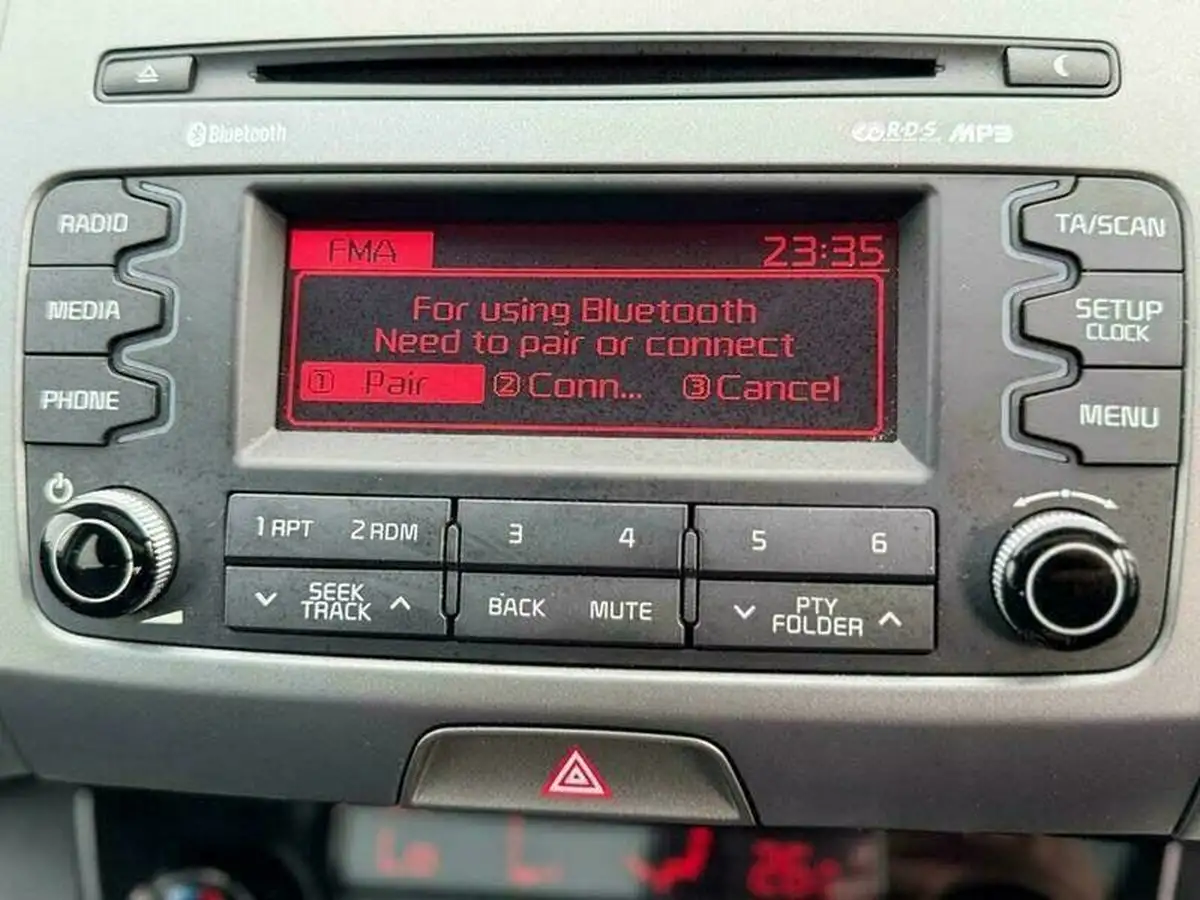 Bluetooth
R·D·S MP3
RADIO
MEDIA
PHONE
FMA 23:35
For using Bluetooth
Need to pair or connect
1 Pair 2 Conn... 3 Cancel
TA/SCAN
SETUP
CLOCK
MENU
1 RPT 2 RDM 3 4 5 6
SEEK
TRACK
BACK MUTE
PTY
FOLDER
Lo